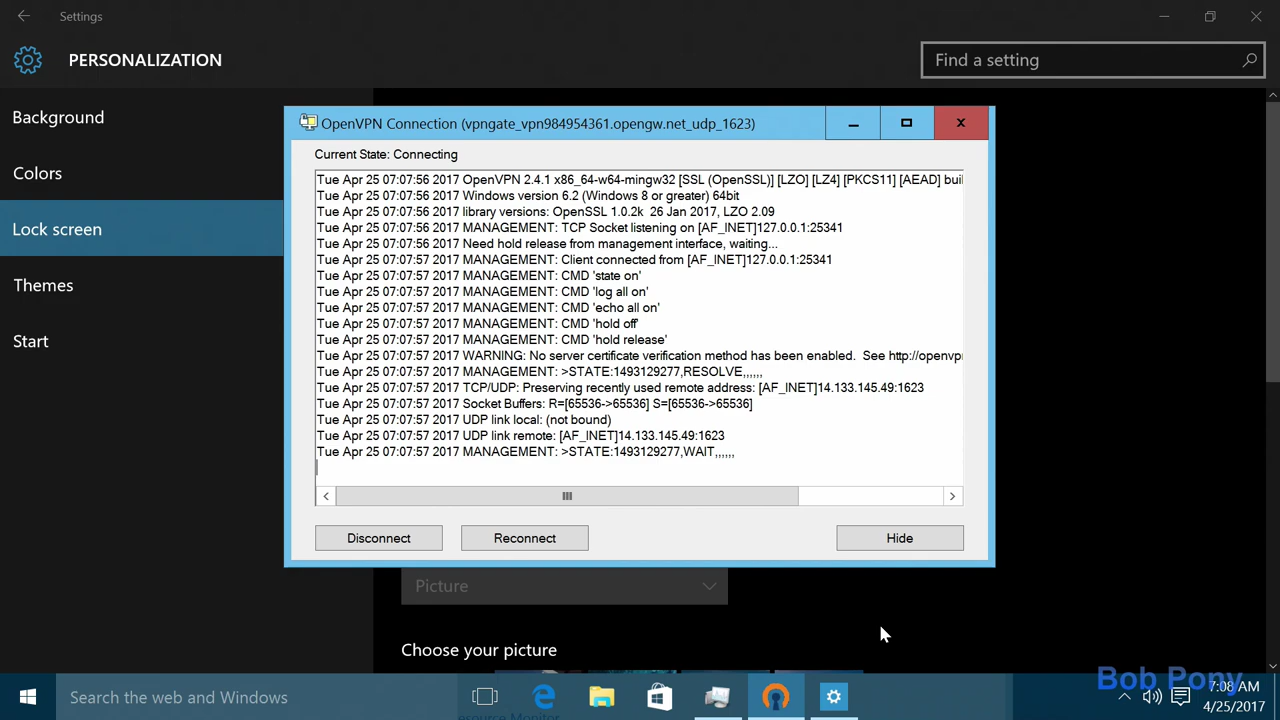 Settings
PERSONALIZATION
Find a setting
Background
Colors
Lock screen
Themes
Start
OpenVPN Connection (vpngate_vpn984954361.opengw.net_udp_1623)
Current State: Connecting
Tue Apr 25 07:07:56 2017 OpenVPN 2.4.1 x86_64-w64-mingw32 [SSL (OpenSSL)] [LZO] [LZ4] [PKCS11] [AEAD] buil
Tue Apr 25 07:07:56 2017 Windows version 6.2 (Windows 8 or greater) 64bit
Tue Apr 25 07:07:56 2017 library versions: OpenSSL 1.0.2k  26 Jan 2017, LZO 2.09
Tue Apr 25 07:07:56 2017 MANAGEMENT: TCP Socket listening on [AF_INET]127.0.0.1:25341
Tue Apr 25 07:07:56 2017 Need hold release from management interface, waiting...
Tue Apr 25 07:07:57 2017 MANAGEMENT: Client connected from [AF_INET]127.0.0.1:25341
Tue Apr 25 07:07:57 2017 MANAGEMENT: CMD 'state on'
Tue Apr 25 07:07:57 2017 MANAGEMENT: CMD 'log all on'
Tue Apr 25 07:07:57 2017 MANAGEMENT: CMD 'echo all on'
Tue Apr 25 07:07:57 2017 MANAGEMENT: CMD 'hold off'
Tue Apr 25 07:07:57 2017 MANAGEMENT: CMD 'hold release'
Tue Apr 25 07:07:57 2017 WARNING: No server certificate verification method has been enabled.  See http://openvpn
Tue Apr 25 07:07:57 2017 MANAGEMENT: >STATE:1493129277,RESOLVE,,,,,,
Tue Apr 25 07:07:57 2017 TCP/UDP: Preserving recently used remote address: [AF_INET]14.133.145.49:1623
Tue Apr 25 07:07:57 2017 Socket Buffers: R=[65536->65536] S=[65536->65536]
Tue Apr 25 07:07:57 2017 UDP link local: (not bound)
Tue Apr 25 07:07:57 2017 UDP link remote: [AF_INET]14.133.145.49:1623
Tue Apr 25 07:07:57 2017 MANAGEMENT: >STATE:1493129277,WAIT,,,,,,
Disconnect
Reconnect
Hide
Picture
Choose your picture
Bob Pony
Search the web and Windows
7:08 AM
4/25/2017